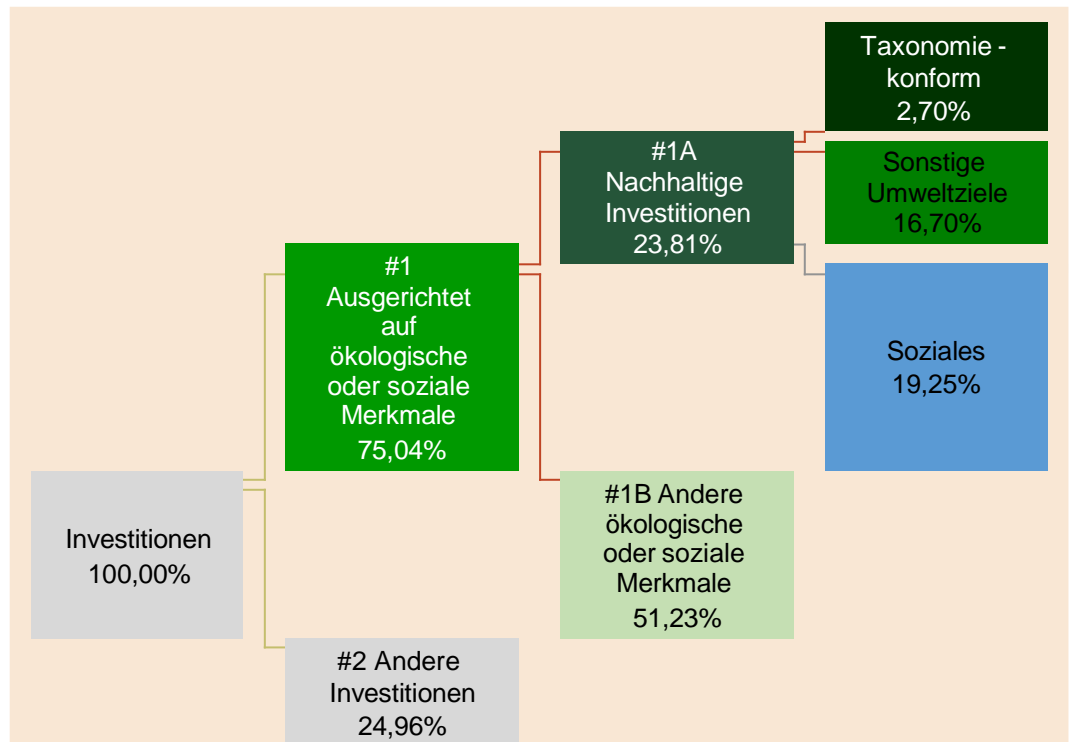 Investitionen
100,00%
#1
Ausgerichtet
auf
ökologische
oder soziale
Merkmale
75,04%
#2 Andere
Investitionen
24,96%
#1A
Nachhaltige
Investitionen
23,81%
#1B Andere
ökologische
oder soziale
Merkmale
51,23%
Taxonomie -
konform
2,70%
Sonstige
Umweltziele
16,70%
Soziales
19,25%